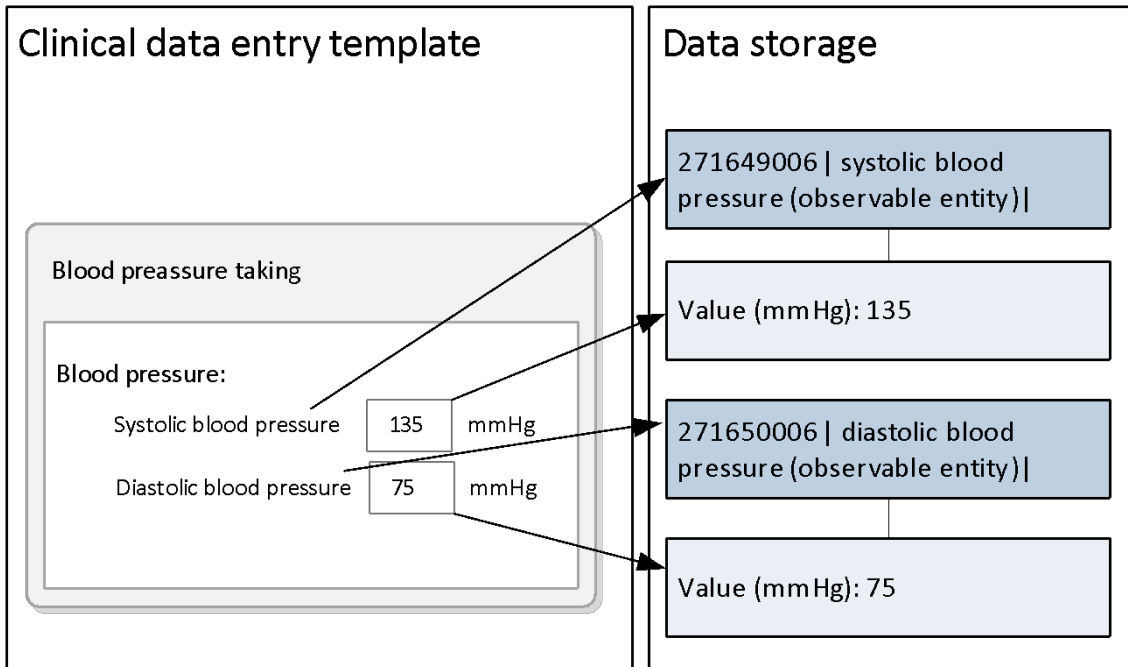 Clinical data entry template
Blood preassure taking
Blood pressure:
Systolic blood pressure 135 mmHg
Diastolic blood pressure 75 mmHg
Data storage
271649006 | systolic blood
pressure (observable entity)|
Value (mmHg): 135
271650006 | diastolic blood
pressure (observable entity)|
Value (mmHg): 75